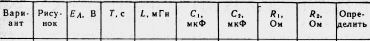 Вари- Рису- E_A, В T, с L, мГн C_1, C_2, R_1, R_2, Опре-
ант нок мкФ мкФ Ом Ом делить